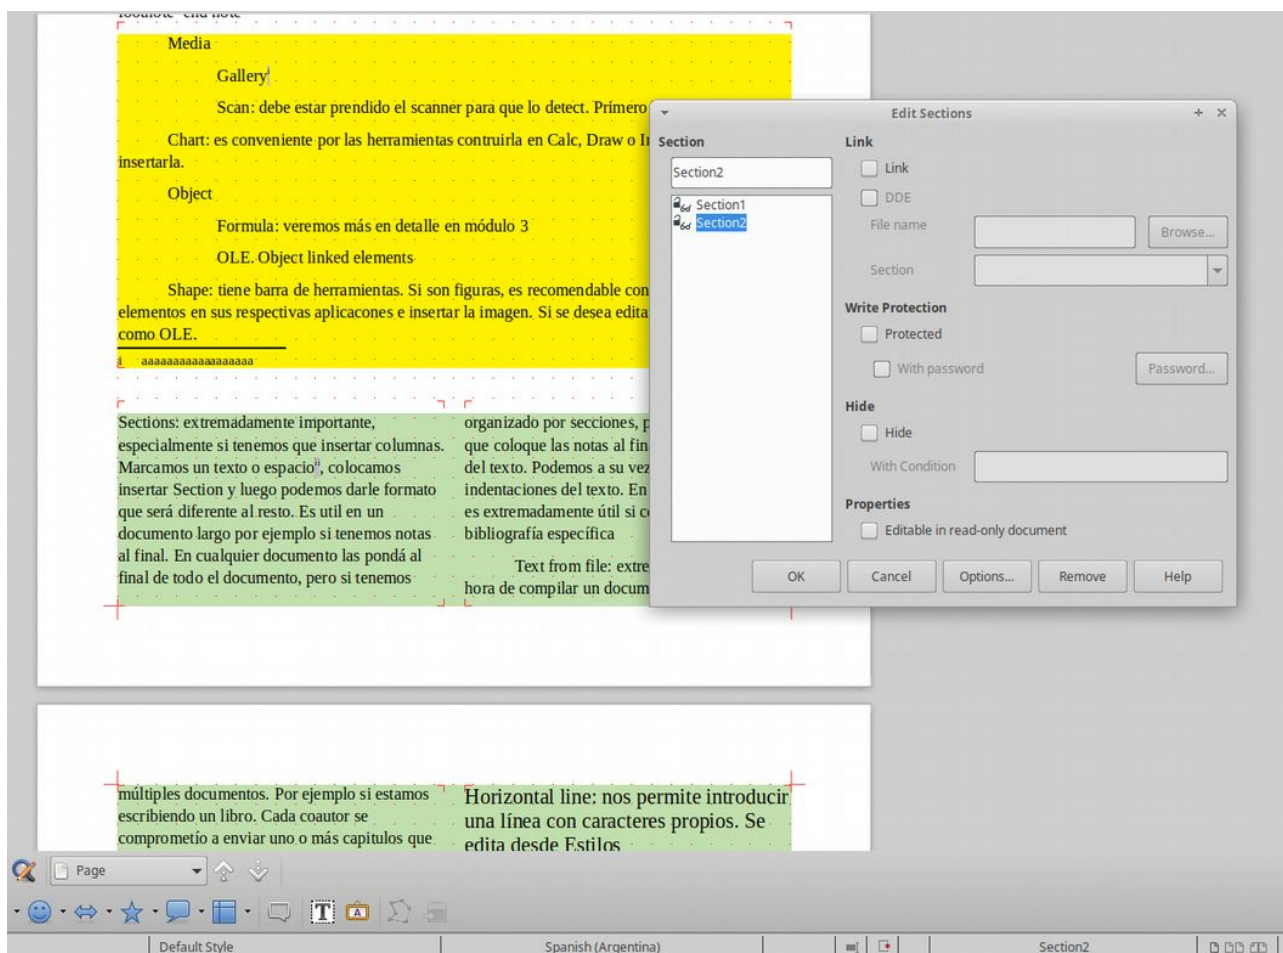 footnote end note
Media
Galleryi
Scan: debe estar prendido el scanner para que lo detect. Prímero
Chart: es conveniente por las herramientas contruirla en Calc, Draw o Im
insertarla.
Object
Formula: veremos más en detalle en módulo 3
OLE. Object linked elements
Shape: tiene barra de herramientas. Si son figuras, es recomendable con
elementos en sus respectivas aplicacones e insertar la imagen. Si se desea edita
como OLE.
i aaaaaaaaaaaaaaaaaa
Sections: extremadamente importante,
especialmente si tenemos que insertar columnas.
Marcamos un texto o espacioii, colocamos
insertar Section y luego podemos darle formato
que será diferente al resto. Es util en un
documento largo por ejemplo si tenemos notas
al final. En cualquier documento las pondá al
final de todo el documento, pero si tenemos
organizado por secciones, p
que coloque las notas al fin
del texto. Podemos a su vez
indentaciones del texto. En
es extremadamente útil si c
bibliografía específica
Text from file: extre
hora de compilar un docum
Edit Sections
Section
Section2
Section1
Section2
Link
Link
DDE
File name
Browse...
Section
Write Protection
Protected
With password
Password...
Hide
Hide
With Condition
Properties
Editable in read-only document
OK
Cancel
Options...
Remove
Help
múltiples documentos. Por ejemplo si estamos
escribiendo un libro. Cada coautor se
comprometío a enviar uno o más capitulos que
Horizontal line: nos permite introducir
una línea con caracteres propios. Se
edita desde Estilos
Page
T
A
Default Style
Spanish (Argentina)
Section2